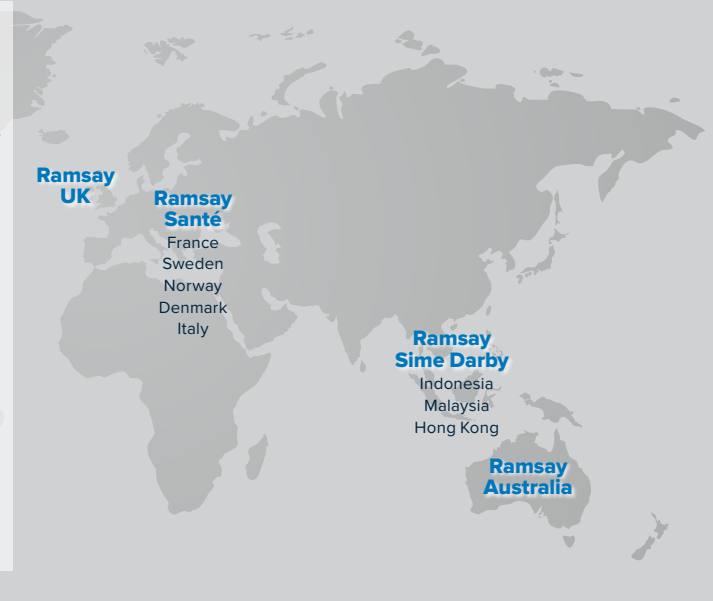 Ramsay
UK
Ramsay
Santé
France
Sweden
Norway
Denmark
Italy
Ramsay
Sime Darby
Indonesia
Malaysia
Hong Kong
Ramsay
Australia